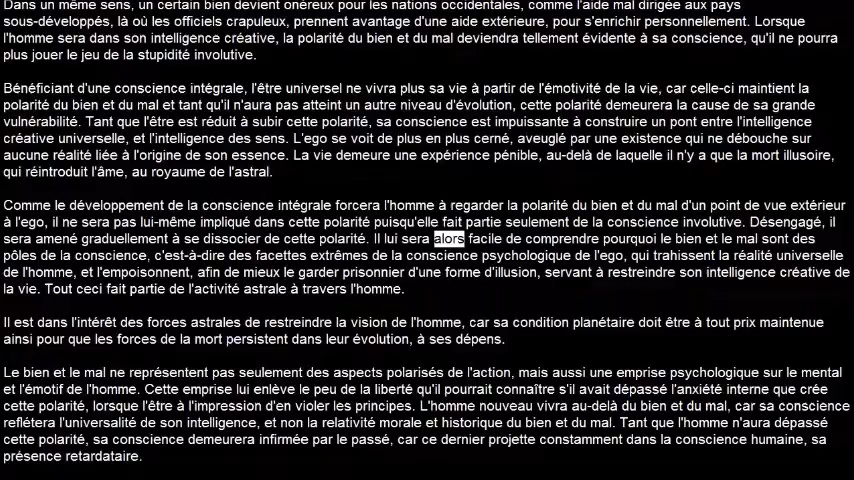 Dans un même sens, un certain bien devient onéreux pour les nations occidentales, comme l'aide mal dirigée aux pays
sous-développés, là où les officiels crapuleux, prennent avantage d'une aide extérieure, pour s'enrichir personnellement. Lorsque
l'homme sera dans son intelligence créative, la polarité du bien et du mal deviendra tellement évidente à sa conscience, qu'il ne pourra
plus jouer le jeu de la stupidité involutive.
Bénéficiant d'une conscience intégrale, l'être universel ne vivra plus sa vie à partir de l'émotivité de la vie, car celle-ci maintient la
polarité du bien et du mal et tant qu'il n'aura pas atteint un autre niveau d'évolution, cette polarité demeurera la cause de sa grande
vulnérabilité. Tant que l'être est réduit à subir cette polarité, sa conscience est impuissante à construire un pont entre l'intelligence
créative universelle, et l'intelligence des sens. L'ego se voit de plus en plus cerné, aveuglé par une existence qui ne débouche sur
aucune réalité liée à l'origine de son essence. La vie demeure une expérience pénible, au-delà de laquelle il n'y a que la mort illusoire,
qui réintroduit l'âme, au royaume de l'astral.
Comme le développement de la conscience intégrale forcera l'homme à regarder la polarité du bien et du mal d'un point de vue extérieur
à l'ego, il ne sera pas lui-même impliqué dans cette polarité puisqu'elle fait partie seulement de la conscience involutive. Désengagé, il
sera amené graduellement à se dissocier de cette polarité. Il lui sera alors facile de comprendre pourquoi le bien et le mal sont des
pôles de la conscience, c'est-à-dire des facettes extrêmes de la conscience psychologique de l'ego, qui trahissent la réalité universelle
de l'homme, et l'empoisonnent, afin de mieux le garder prisonnier d'une forme d'illusion, servant à restreindre son intelligence créative de
la vie. Tout ceci fait partie de l'activité astrale à travers l'homme.
Il est dans l'intérêt des forces astrales de restreindre la vision de l'homme, car sa condition planétaire doit être à tout prix maintenue
ainsi pour que les forces de la mort persistent dans leur évolution, à ses dépens.
Le bien et le mal ne représentent pas seulement des aspects polarisés de l'action, mais aussi une emprise psychologique sur le mental
et l'émotif de l'homme. Cette emprise lui enlève le peu de la liberté qu'il pourrait connaître s'il avait dépassé l'anxiété interne que crée
cette polarité, lorsque l'être à l'impression d'en violer les principes. L'homme nouveau vivra au-delà du bien et du mal, car sa conscience
reflétera l'universalité de son intelligence, et non la relativité morale et historique du bien et du mal. Tant que l'homme n'aura dépassé
cette polarité, sa conscience demeurera infirmée par le passé, car ce dernier projette constamment dans la conscience humaine, sa
présence retardataire.